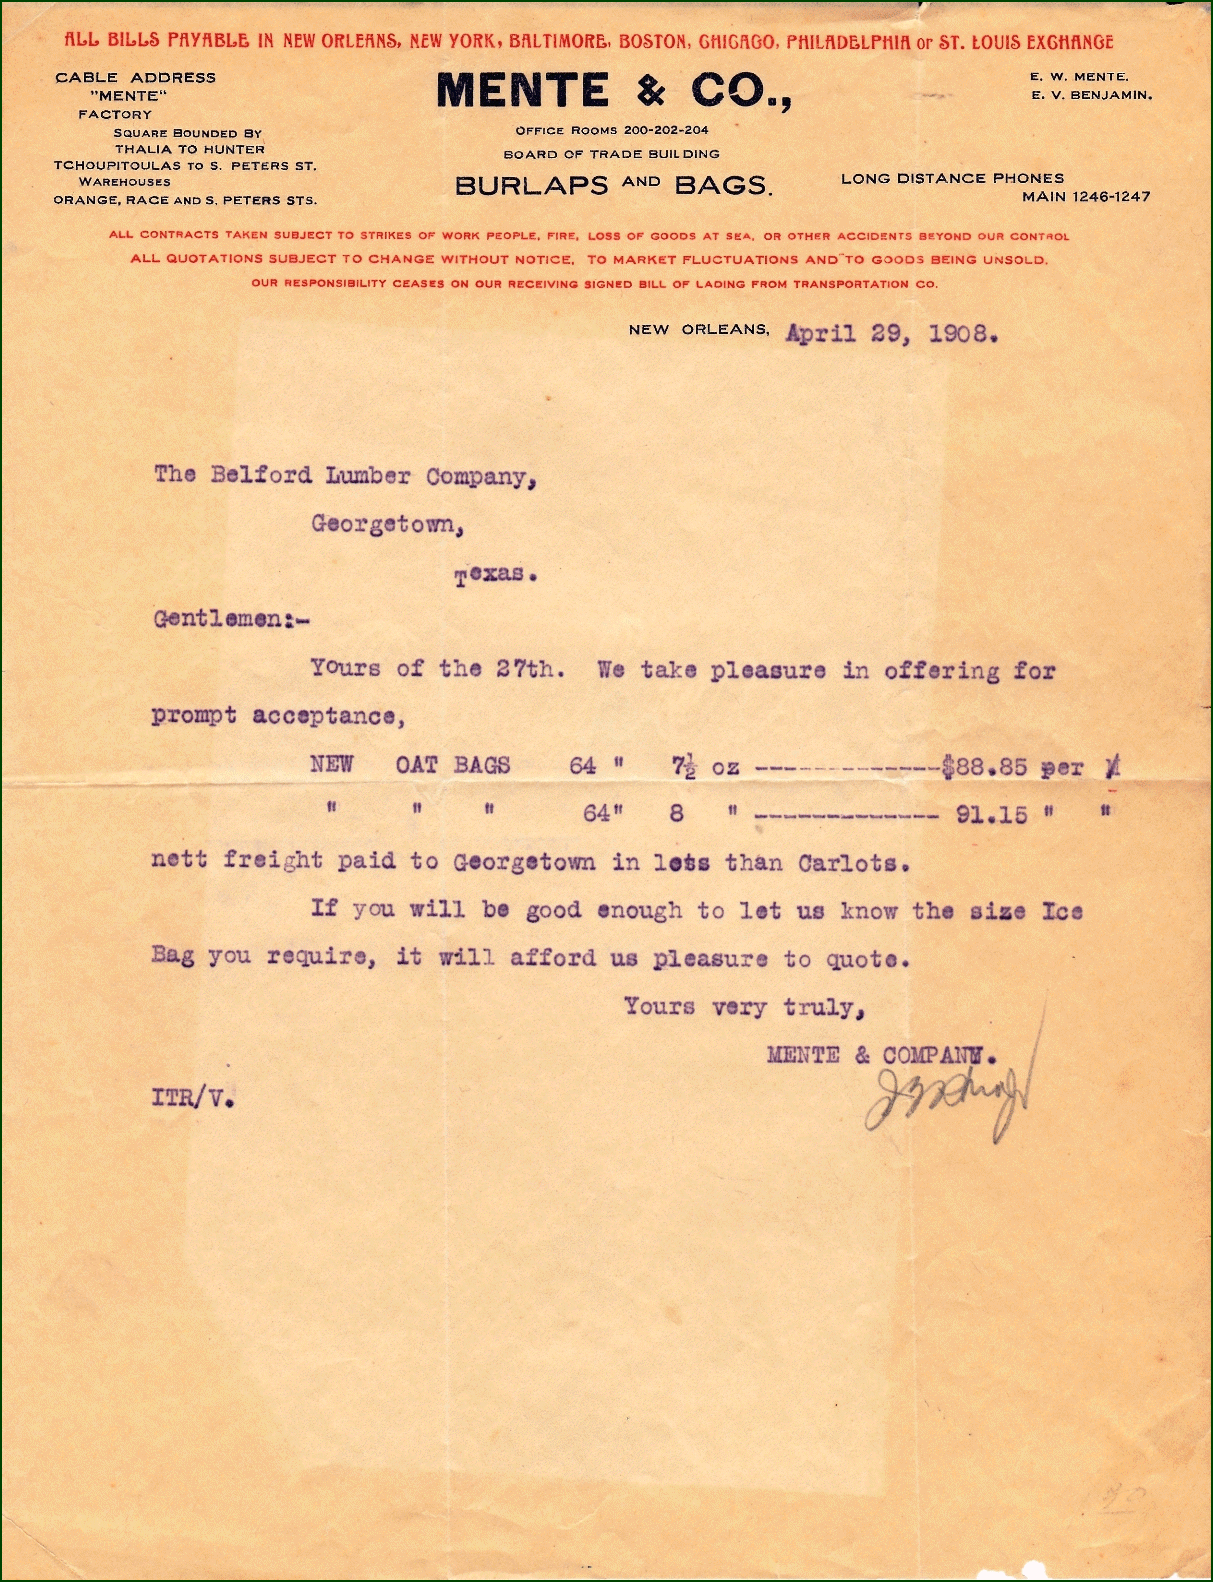 ALL BILLS PAYABLE IN NEW ORLEANS, NEW YORK, BALTIMORE, BOSTON, CHICAGO, PHILADELPHIA or ST. LOUIS EXCHANGE
CABLE ADDRESS
"MENTE"
FACTORY
SQUARE BOUNDED BY
THALIA TO HUNTER
TCHOUPITOULAS TO S. PETERS ST.
WAREHOUSES
ORANGE, RACE AND S. PETERS STS.
MENTE & CO.,
OFFICE ROOMS 200-202-204
BOARD OF TRADE BUILDING
BURLAPS AND BAGS.
E. W. MENTE.
E. V. BENJAMIN.
LONG DISTANCE PHONES
MAIN 1246-1247
ALL CONTRACTS TAKEN SUBJECT TO STRIKES OF WORK PEOPLE, FIRE, LOSS OF GOODS AT SEA, OR OTHER ACCIDENTS BEYOND OUR CONTROL
ALL QUOTATIONS SUBJECT TO CHANGE WITHOUT NOTICE, TO MARKET FLUCTUATIONS AND TO GOODS BEING UNSOLD.
OUR RESPONSIBILITY CEASES ON OUR RECEIVING SIGNED BILL OF LADING FROM TRANSPORTATION CO.
NEW ORLEANS, April 29, 1908.
The Belford Lumber Company,
Georgetown,
Texas.
Gentlemen:-
Yours of the 27th. We take pleasure in offering for
prompt acceptance,
NEW OAT BAGS 64 " 7½ oz -------------$88.85 per M
" " " 64" 8 " ------------- 91.15 " "
nett freight paid to Georgetown in less than Carlots.
If you will be good enough to let us know the size Ice
Bag you require, it will afford us pleasure to quote.
Yours very truly,
MENTE & COMPANY.
ITR/V.